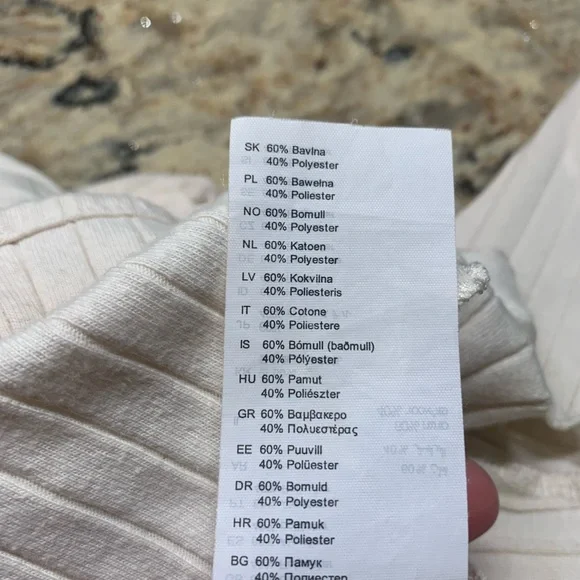 SK 60% Bavlna
40% Polyester
PL 60% Bawełna
40% Poliester
NO 60% Bomull
40% Polyester
NL 60% Katoen
40% Polyester
LV 60% Kokvilna
40% Poliesteris
IT 60% Cotone
40% Poliestere
IS 60% Bómull (baðmull)
40% Pólýester
HU 60% Pamut
40% Poliészter
GR 60% Βαμβακερο
40% Πολυεστέρας
EE 60% Puuvill
40% Polüester
DR 60% Bomuld
40% Polyester
HR 60% Pamuk
40% Poliester
BG 60% Памук
40% Полиестер